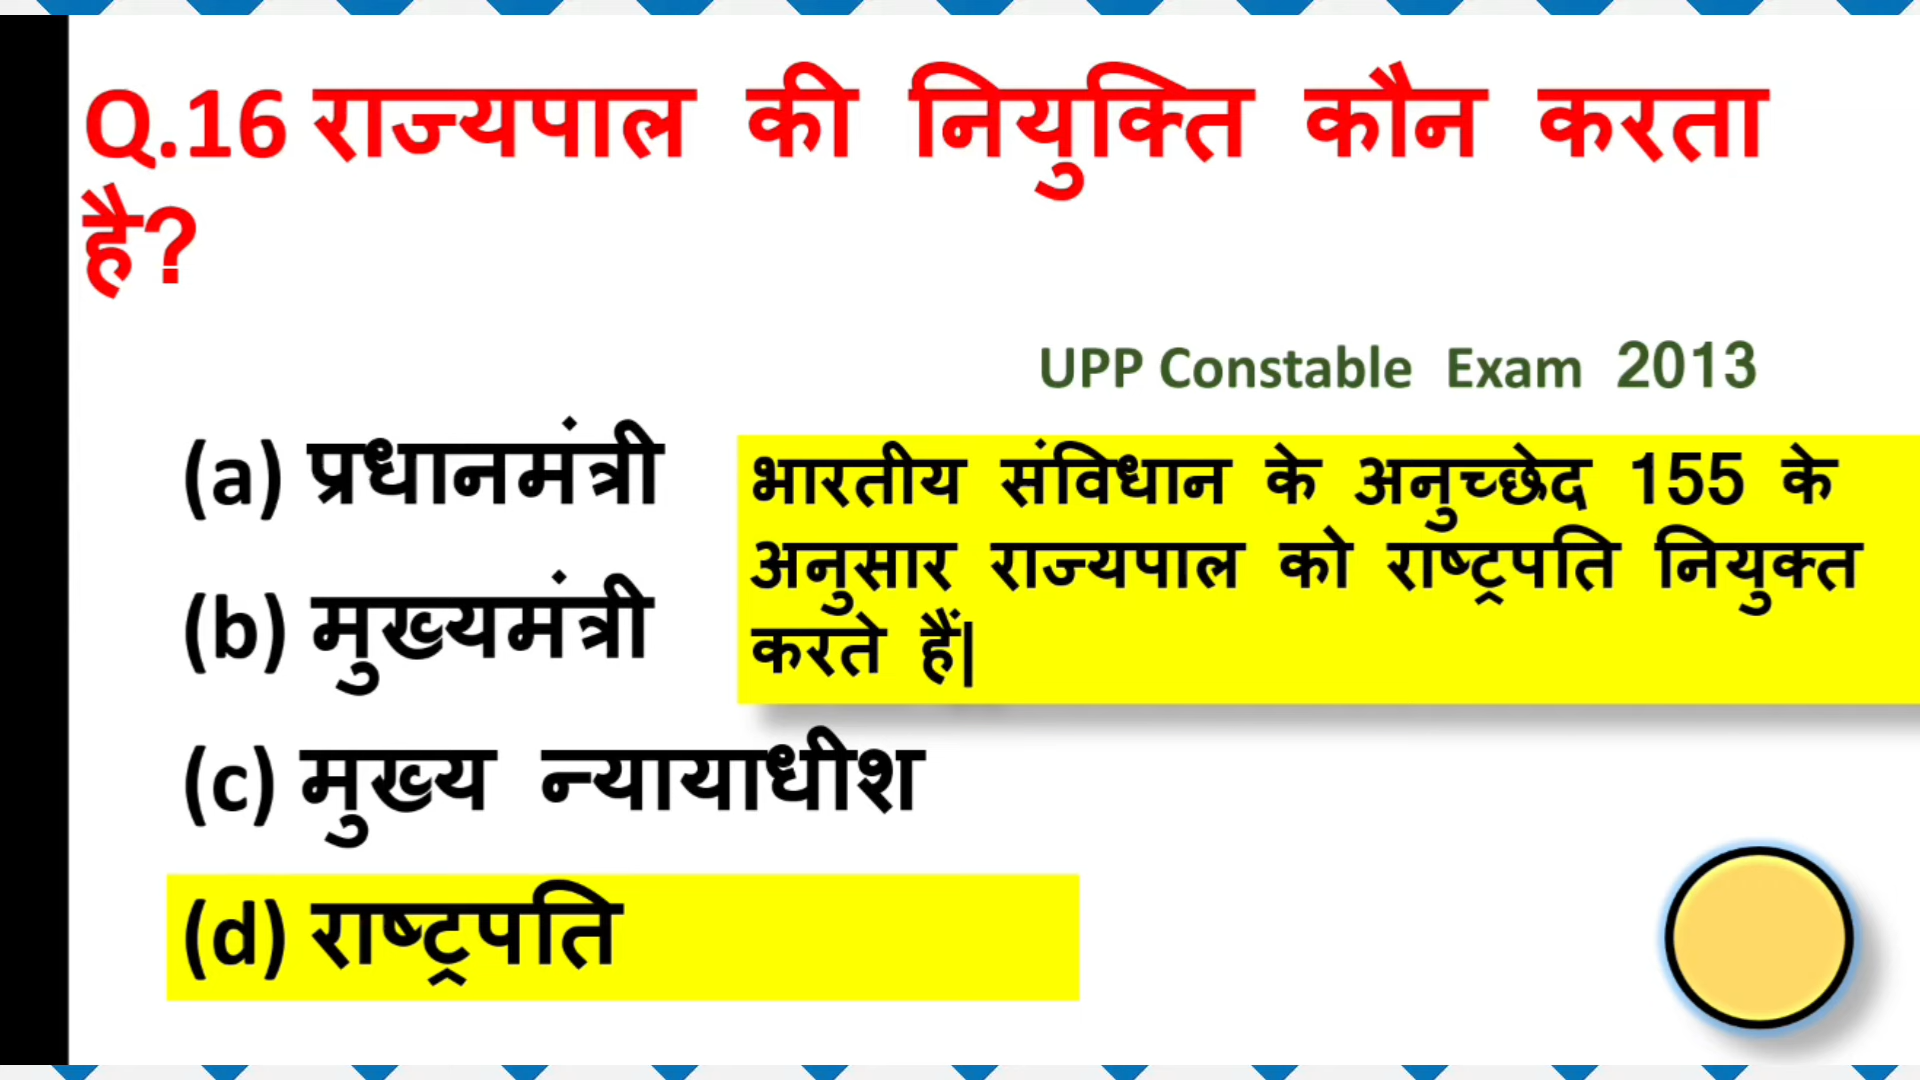 Q.16 राज्यपाल की नियुक्ति कौन करता
है?
UPP Constable Exam 2013
(a) प्रधानमंत्री
भारतीय संविधान के अनुच्छेद 155 के
अनुसार राज्यपाल को राष्ट्रपति नियुक्त
करते हैं|
(b) मुख्यमंत्री
(c) मुख्य न्यायाधीश
(d) राष्ट्रपति